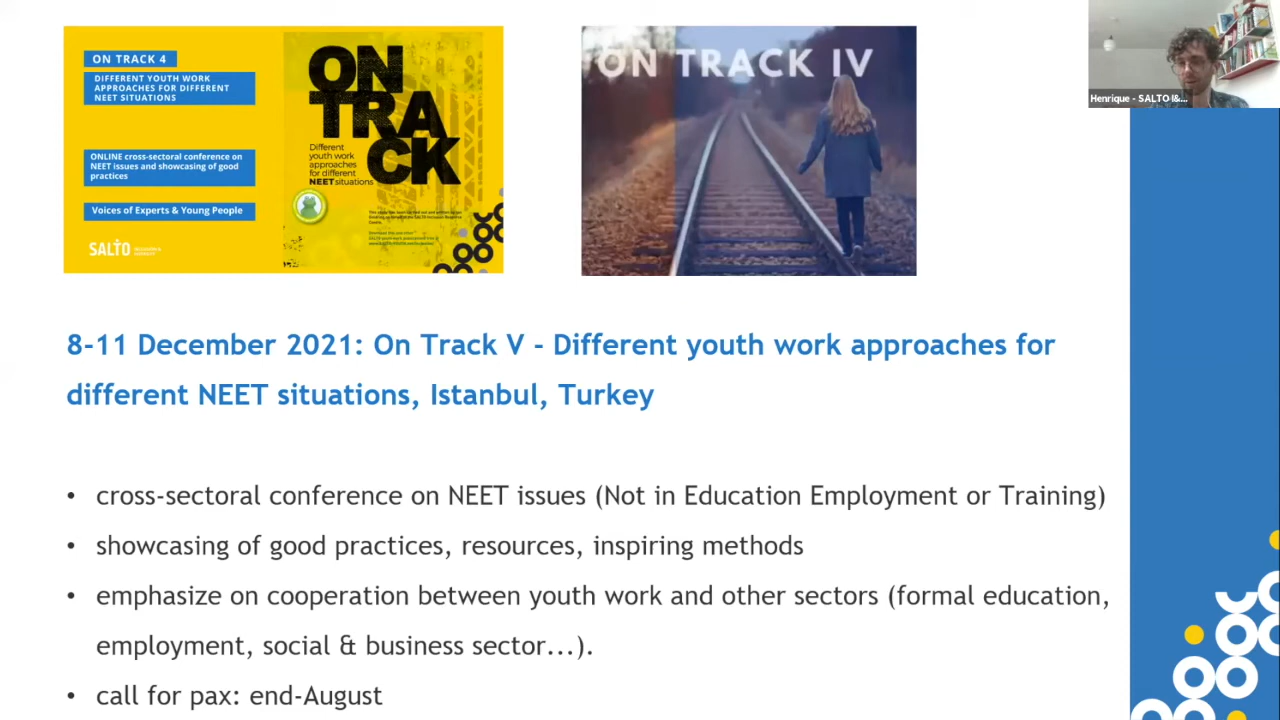 ON TRACK 4
DIFFERENT YOUTH WORK
APPROACHES FOR DIFFERENT
NEET SITUATIONS
ONLINE cross-sectoral conference on
NEET issues and showcasing of good
practices
Voices of Experts & Young People
SALTO
ON
TRA
CK
Different
youth work
approaches
for different
NEET situations
ON TRACK IV
Henrique - SALTO I&...
8-11 December 2021: On Track V - Different youth work approaches for
different NEET situations, Istanbul, Turkey
• cross-sectoral conference on NEET issues (Not in Education Employment or Training)
• showcasing of good practices, resources, inspiring methods
• emphasize on cooperation between youth work and other sectors (formal education,
employment, social & business sector...).
• call for pax: end-August